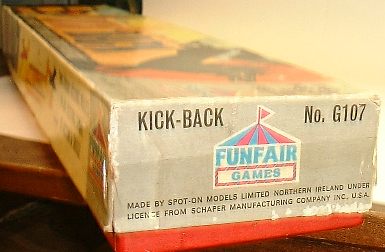 KICK-BACK No. G107
FUNFAIR
GAMES
MADE BY SPOT-ON MODELS LIMITED NORTHERN IRELAND UNDER
LICENCE FROM SCHAFER MANUFACTURING COMPANY INC., U.S.A.